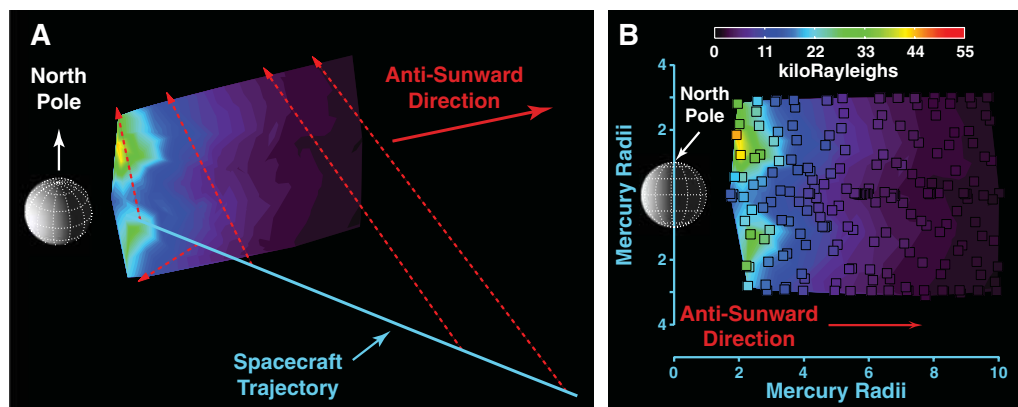 A
North
Pole
Anti-Sunward
Direction
Spacecraft
Trajectory
B
0 11 22 33 44 55
kiloRayleighs
North
Pole
4
2
2
4
Mercury Radii
Anti-Sunward
Direction
0 2 4 6 8 10
Mercury Radii